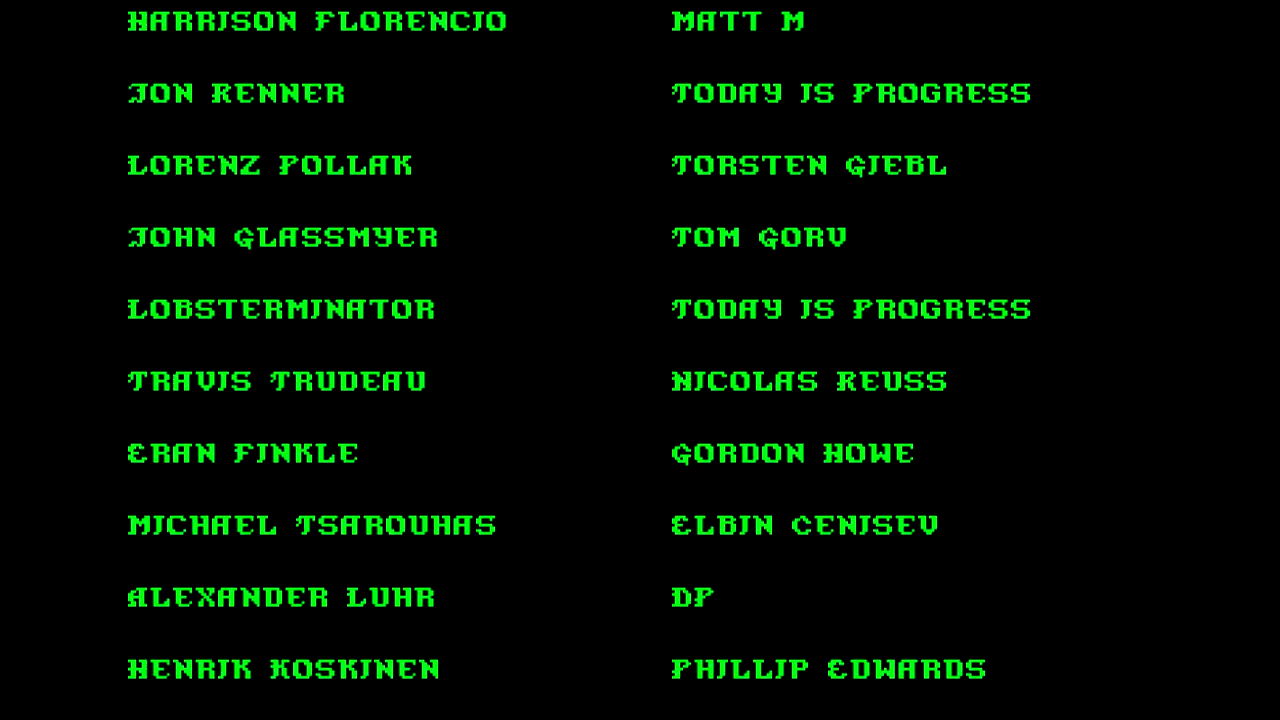 HARRISON FLORENCIO
MATT M
JON RENNER
TODAY IS PROGRESS
LORENZ POLLAK
TORSTEN GIEBL
JOHN GLASSMYER
TOM GORV
LOBSTERMINATOR
TODAY IS PROGRESS
TRAVIS TRUDEAU
NICOLAS REUSS
ERAN FINKLE
GORDON HOWE
MICHAEL TSAROUHAS
ELBIN CENISEV
ALEXANDER LUHR
DP
HENRIK KOSKINEN
PHILLIP EDWARDS